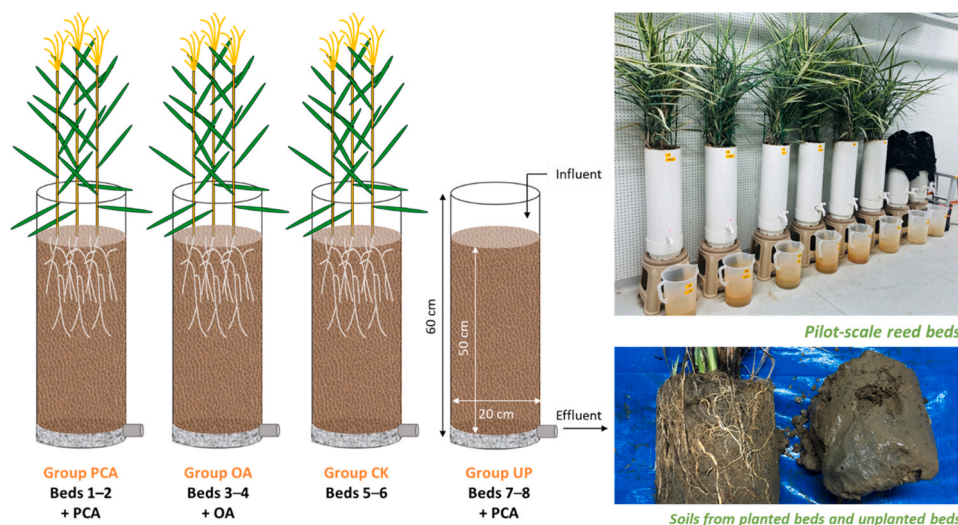 Influent
60 cm
50 cm
20 cm
Effluent
Group PCA
Beds 1–2
+ PCA
Group OA
Beds 3–4
+ OA
Group CK
Beds 5–6
Group UP
Beds 7–8
+ PCA
Pilot-scale reed beds
Soils from planted beds and unplanted beds